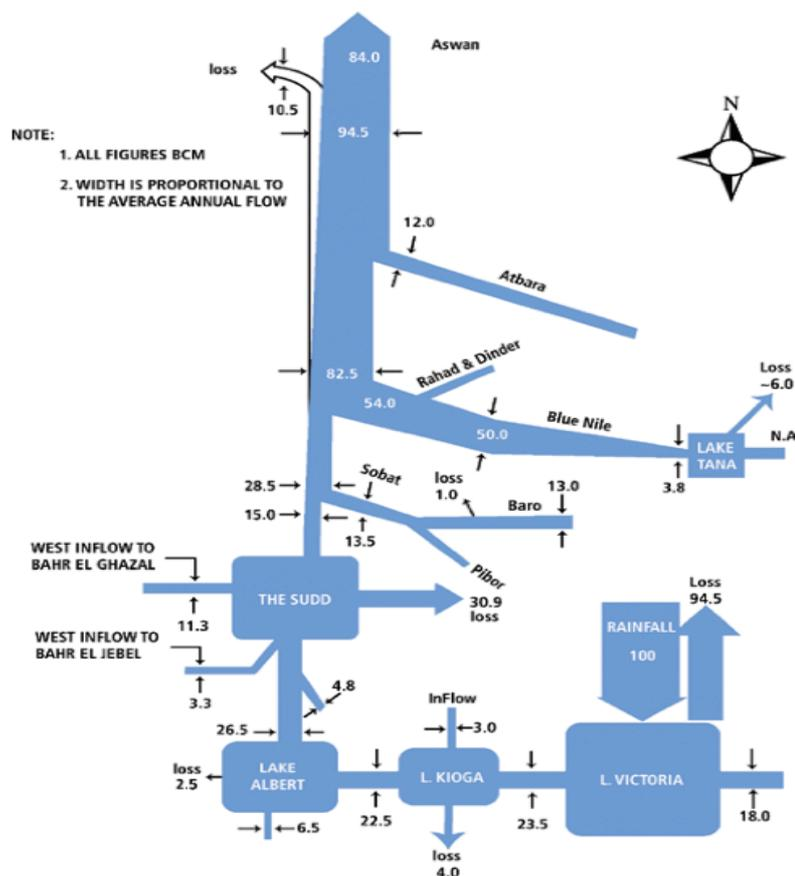 Aswan
84.0
loss
10.5
94.5
N
NOTE:
1. ALL FIGURES BCM
2. WIDTH IS PROPORTIONAL TO
THE AVERAGE ANNUAL FLOW
12.0
Atbara
Rahad & Dinder
82.5
54.0
Loss
~6.0
Blue Nile
50.0
N.A
LAKE
TANA
3.8
28.5
Sobat
loss
1.0
13.0
Baro
15.0
13.5
Pibor
WEST INFLOW TO
BAHR EL GHAZAL
THE SUDD
30.9
loss
11.3
Loss
94.5
RAINFALL
100
WEST INFLOW TO
BAHR EL JEBEL
3.3
4.8
InFlow
3.0
26.5
LAKE
ALBERT
loss
2.5
L. KIOGA
L. VICTORIA
6.5
22.5
23.5
18.0
loss
4.0